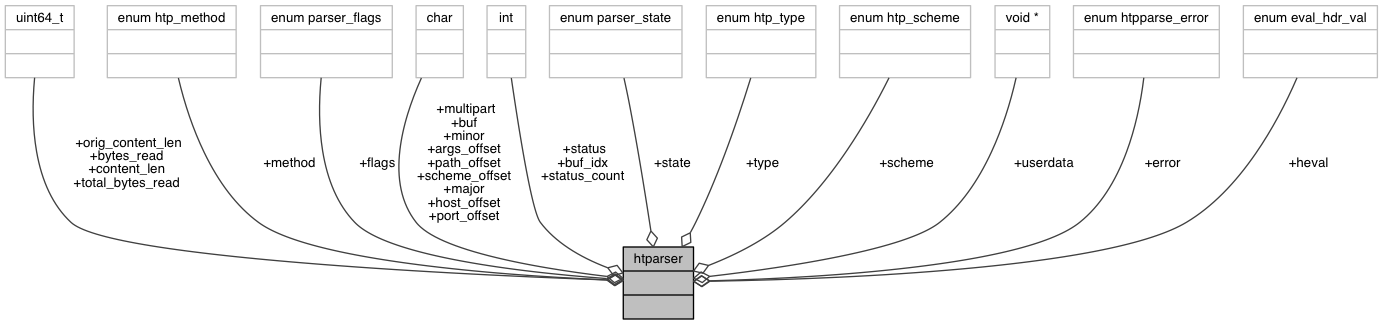 uint64_t
enum htp_method
enum parser_flags
char
int
enum parser_state
enum htp_type
enum htp_scheme
void *
enum htpparse_error
enum eval_hdr_val
+orig_content_len
+bytes_read
+content_len
+total_bytes_read
+method
+flags
+multipart
+buf
+minor
+args_offset
+path_offset
+scheme_offset
+major
+host_offset
+port_offset
+status
+buf_idx
+status_count
+state
+type
+scheme
+userdata
+error
+heval
htparser